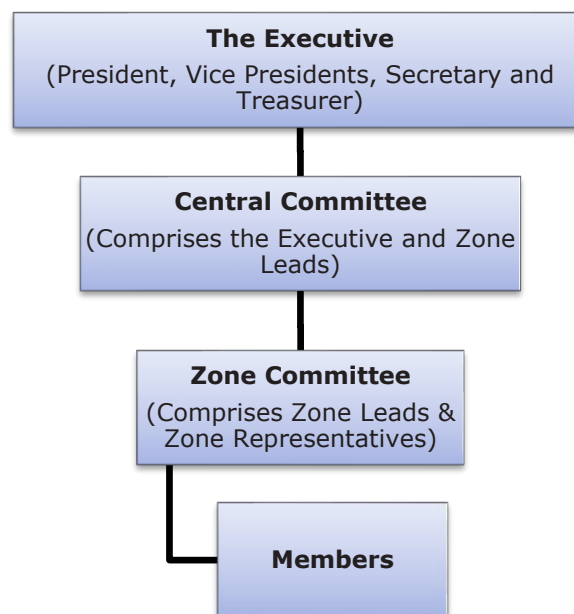 The Executive
(President, Vice Presidents, Secretary and
Treasurer)
Central Committee
(Comprises the Executive and Zone
Leads)
Zone Committee
(Comprises Zone Leads &
Zone Representatives)
Members